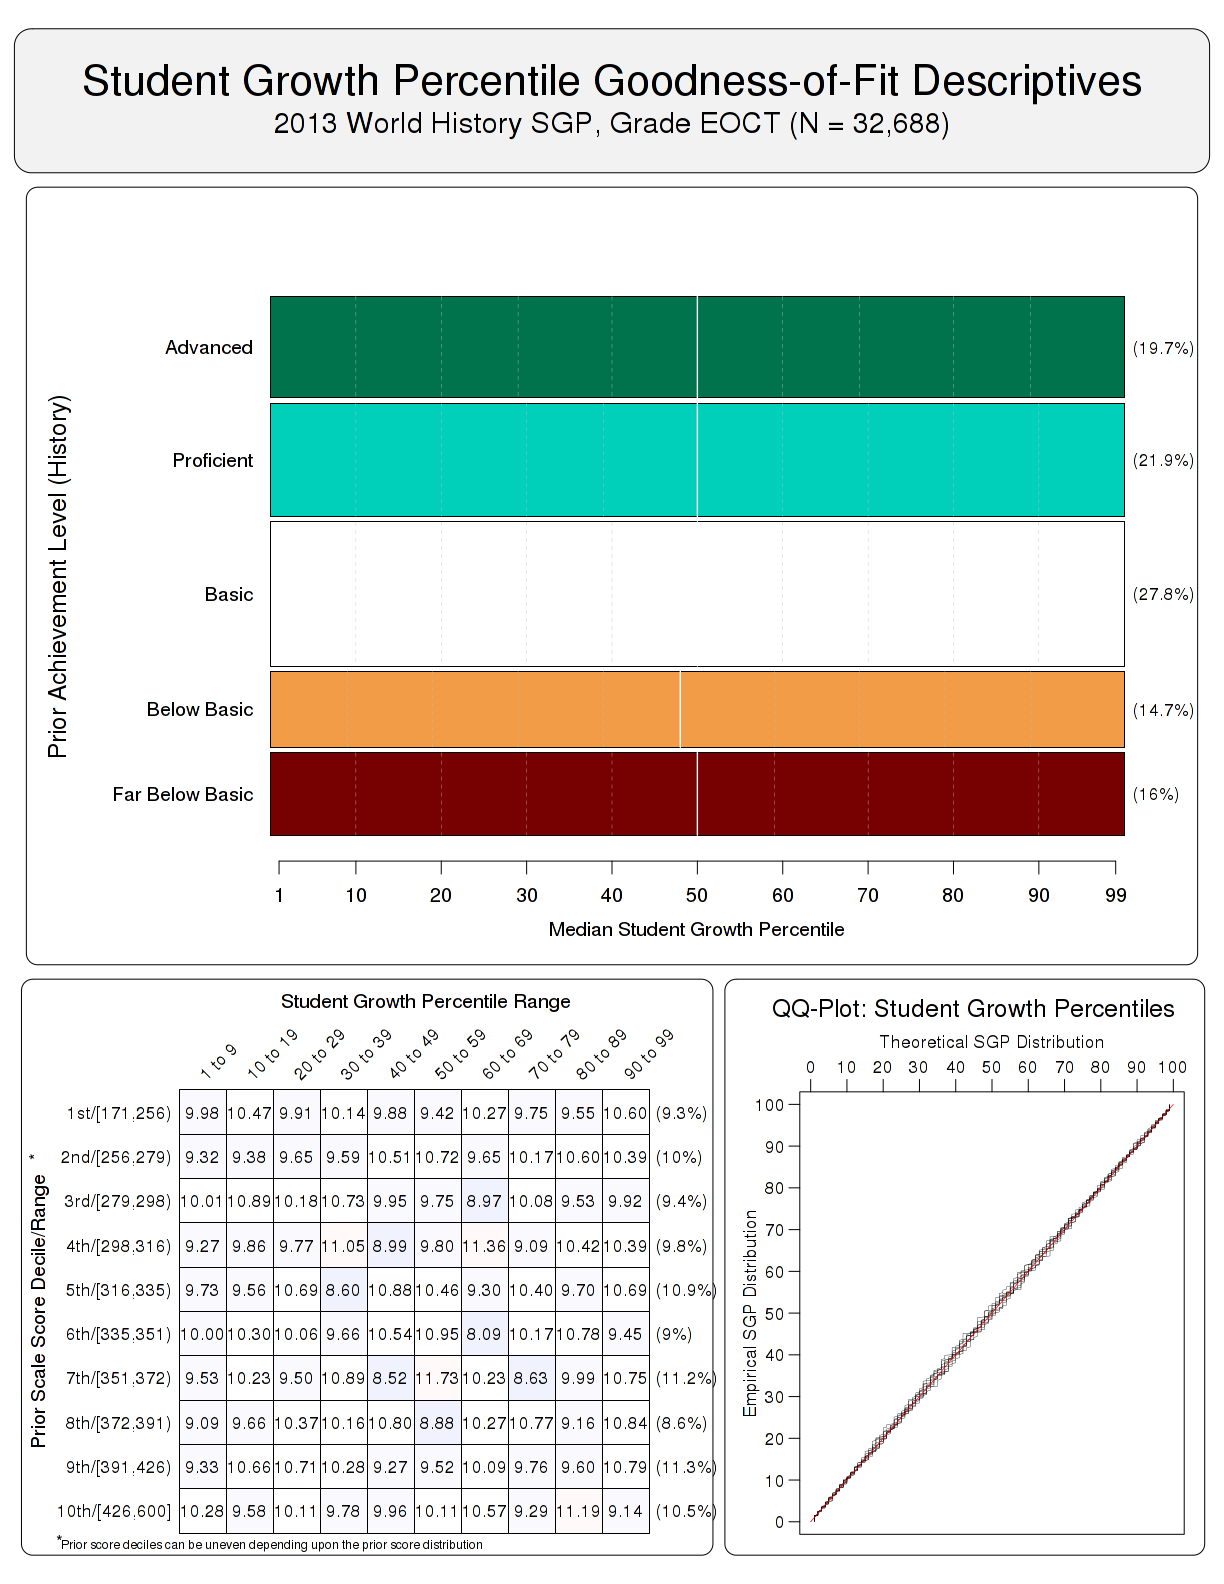 Student Growth Percentile Goodness-of-Fit Descriptives
2013 World History SGP, Grade EOCT (N = 32,688)
Prior Achievement Level (History)
Advanced (19.7%)
Proficient (21.9%)
Basic (27.8%)
Below Basic (14.7%)
Far Below Basic (16%)
1 10 20 30 40 50 60 70 80 90 99
Median Student Growth Percentile
Student Growth Percentile Range
1 to 9 10 to 19 20 to 29 30 to 39 40 to 49 50 to 59 60 to 69 70 to 79 80 to 89 90 to 99
Prior Scale Score Decile/Range *
1st/[171,256) 9.98 10.47 9.91 10.14 9.88 9.42 10.27 9.75 9.55 10.60 (9.3%)
2nd/[256,279) 9.32 9.38 9.65 9.59 10.51 10.72 9.65 10.17 10.60 10.39 (10%)
3rd/[279,298) 10.01 10.89 10.18 10.73 9.95 9.75 8.97 10.08 9.53 9.92 (9.4%)
4th/[298,316) 9.27 9.86 9.77 11.05 8.99 9.80 11.36 9.09 10.42 10.39 (9.8%)
5th/[316,335) 9.73 9.56 10.69 8.60 10.88 10.46 9.30 10.40 9.70 10.69 (10.9%)
6th/[335,351) 10.00 10.30 10.06 9.66 10.54 10.95 8.09 10.17 10.78 9.45 (9%)
7th/[351,372) 9.53 10.23 9.50 10.89 8.52 11.73 10.23 8.63 9.99 10.75 (11.2%)
8th/[372,391) 9.09 9.66 10.37 10.16 10.80 8.88 10.27 10.77 9.16 10.84 (8.6%)
9th/[391,426) 9.33 10.66 10.71 10.28 9.27 9.52 10.09 9.76 9.60 10.79 (11.3%)
10th/[426,600] 10.28 9.58 10.11 9.78 9.96 10.11 10.57 9.29 11.19 9.14 (10.5%)
*Prior score deciles can be uneven depending upon the prior score distribution
QQ-Plot: Student Growth Percentiles
Theoretical SGP Distribution
0 10 20 30 40 50 60 70 80 90 100
Empirical SGP Distribution
100
90
80
70
60
50
40
30
20
10
0